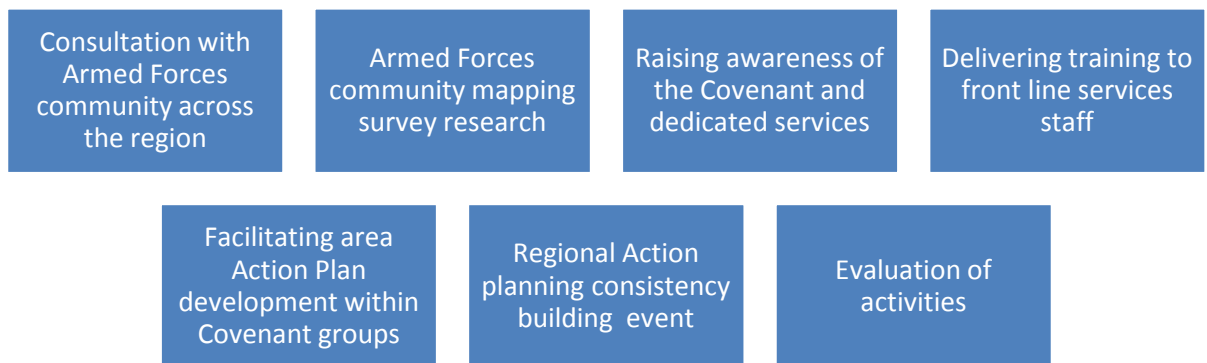 Consultation with
Armed Forces
community across
the region
Armed Forces
community mapping
survey research
Raising awareness of
the Covenant and
dedicated services
Delivering training to
front line services
staff
Facilitating area
Action Plan
development within
Covenant groups
Regional Action
planning consistency
building  event
Evaluation of
activities